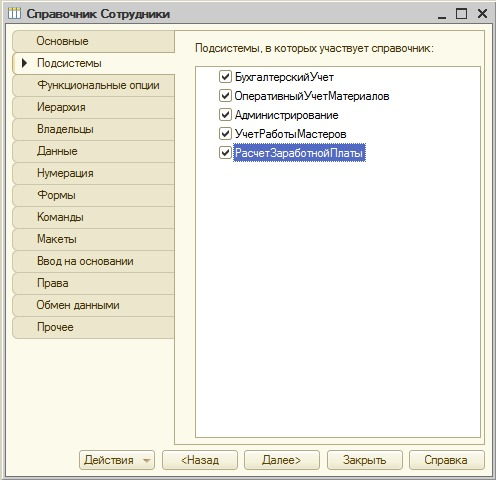 Справочник Сотрудники
Основные
Подсистемы
Функциональные опции
Иерархия
Владельцы
Данные
Нумерация
Формы
Команды
Макеты
Ввод на основании
Права
Обмен данными
Прочее
Подсистемы, в которых участвует справочник:
БухгалтерскийУчет
ОперативныйУчетМатериалов
Администрирование
УчетРаботыМастеров
РасчетЗаработнойПлаты
Действия <Назад Далее> Закрыть Справка